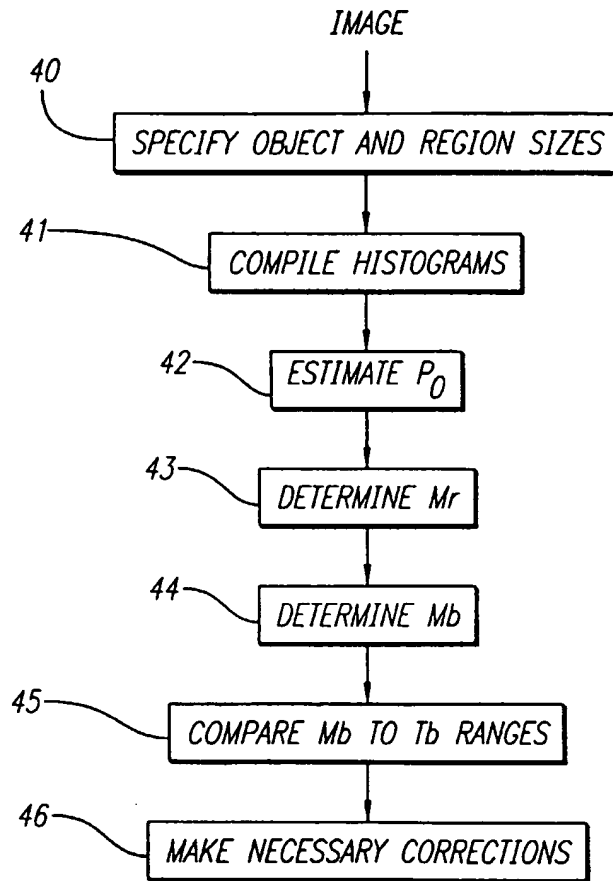 IMAGE
40
SPECIFY OBJECT AND REGION SIZES
41
COMPILE HISTOGRAMS
42
ESTIMATE P0
43
DETERMINE Mr
44
DETERMINE Mb
45
COMPARE Mb TO Tb RANGES
46
MAKE NECESSARY CORRECTIONS